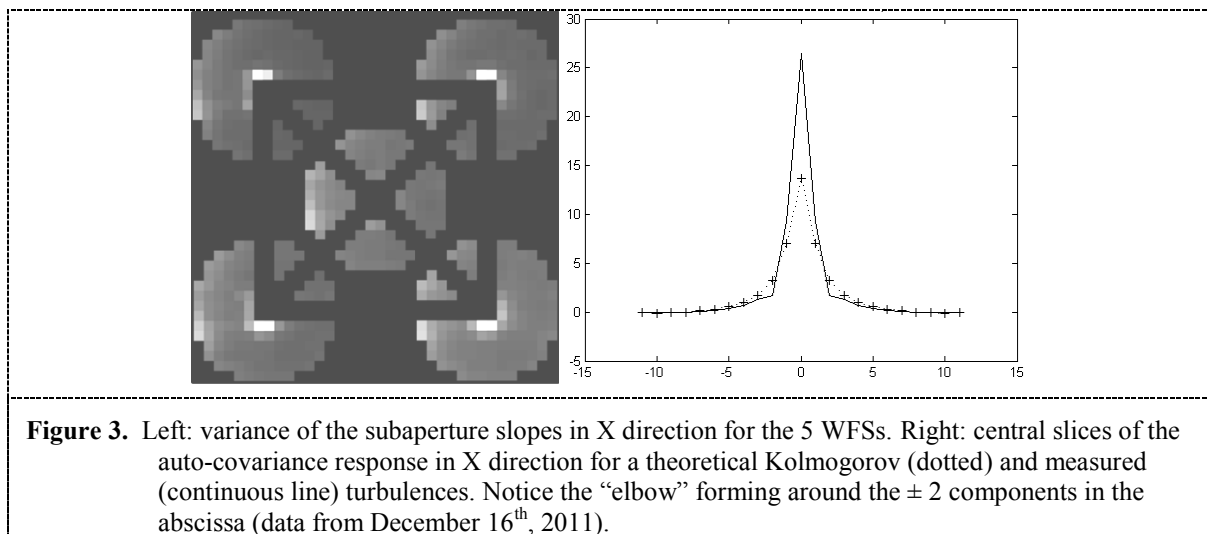 30
25
20
15
10
5
0
-5
-15 -10 -5 0 5 10 15
Figure 3. Left: variance of the subaperture slopes in X direction for the 5 WFSs. Right: central slices of the
auto-covariance response in X direction for a theoretical Kolmogorov (dotted) and measured
(continuous line) turbulences. Notice the “elbow” forming around the ± 2 components in the
abscissa (data from December 16th, 2011).